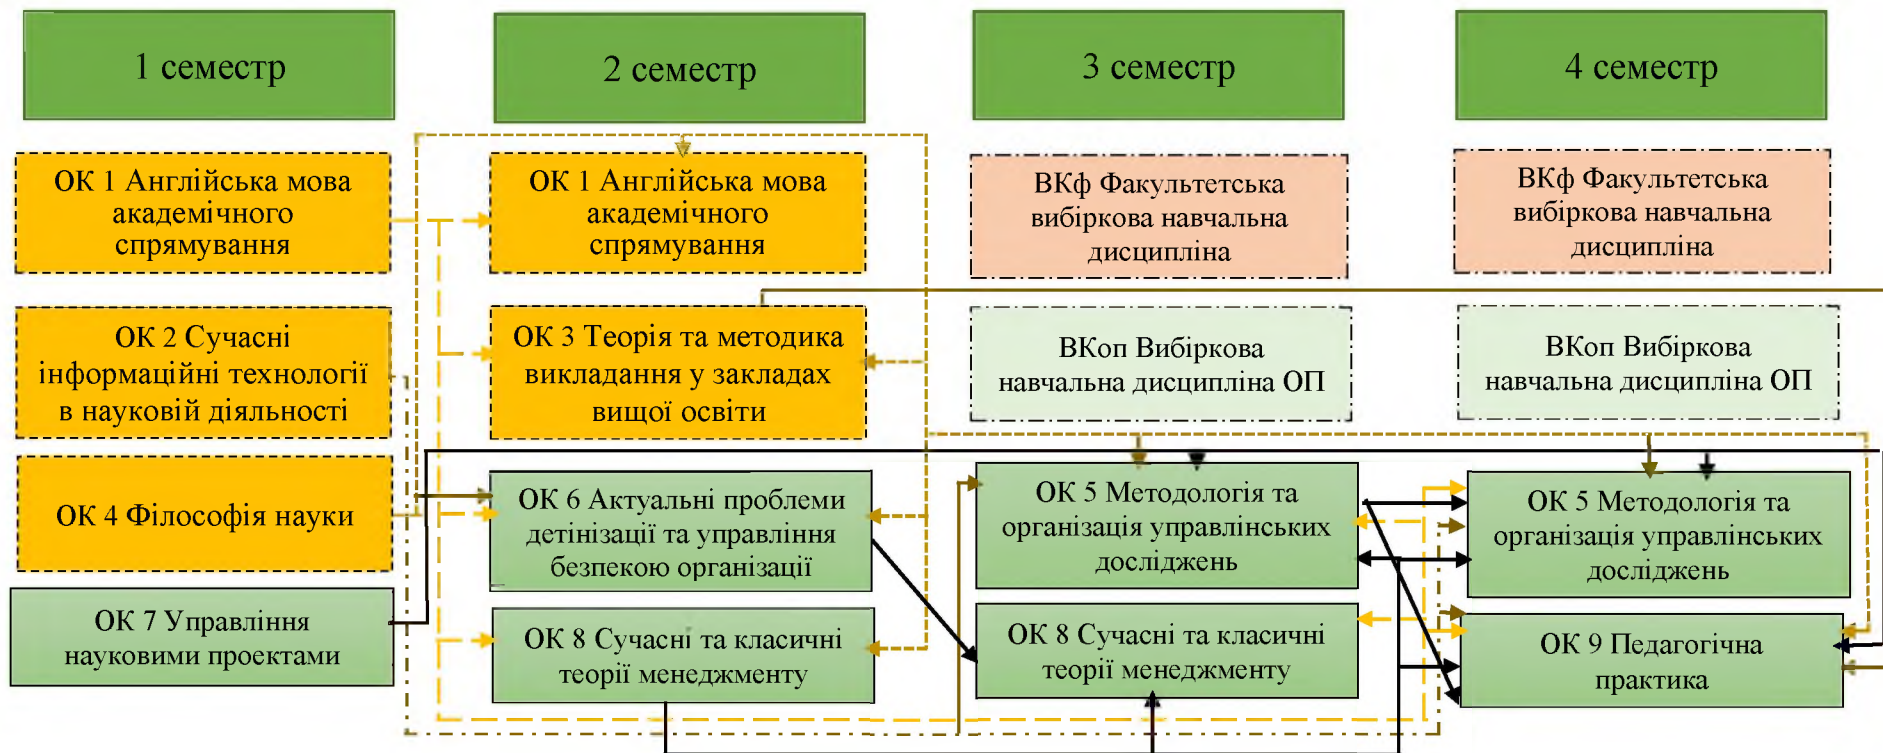 1 семестр
2 семестр
3 семестр
4 семестр
ОК 1 Англійська мова
академічного
спрямування
ОК 1 Англійська мова
академічного
спрямування
ВКф Факультетська
вибіркова навчальна
дисципліна
ВКф Факультетська
вибіркова навчальна
дисципліна
ОК 2 Сучасні
інформаційні технології
в науковій діяльності
ОК 3 Теорія та методика
викладання у закладах
вищої освіти
ВКоп Вибіркова
навчальна дисципліна ОП
ВКоп Вибіркова
навчальна дисципліна ОП
ОК 4 Філософія науки
ОК 6 Актуальні проблеми
детінізації та управління
безпекою організації
ОК 5 Методологія та
організація управлінських
досліджень
ОК 5 Методологія та
організація управлінських
досліджень
ОК 7 Управління
науковими проектами
ОК 8 Сучасні та класичні
теорії менеджменту
ОК 8 Сучасні та класичні
теорії менеджменту
ОК 9 Педагогічна
практика